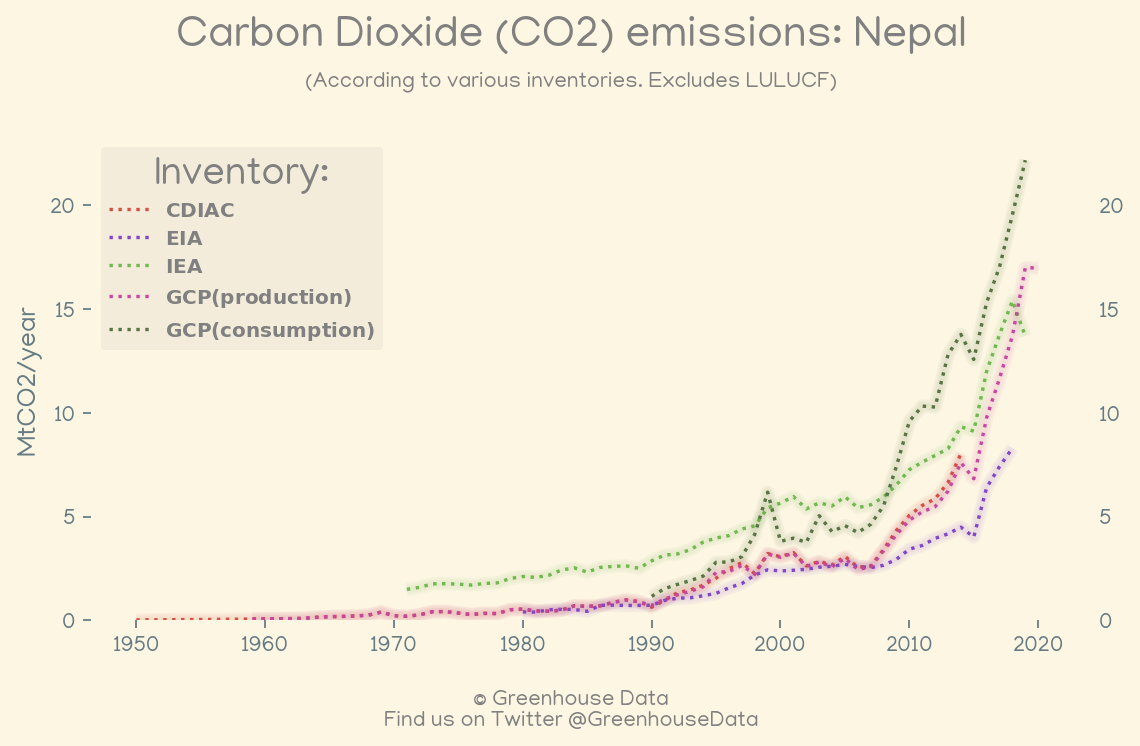 Carbon Dioxide (CO2) emissions: Nepal
(According to various inventories. Excludes LULUCF)
Inventory:
CDIAC
EIA
IEA
GCP(production)
GCP(consumption)
MtCO2/year
20
15
10
5
0
20
15
10
5
0
1950 1960 1970 1980 1990 2000 2010 2020
© Greenhouse Data
Find us on Twitter @GreenhouseData